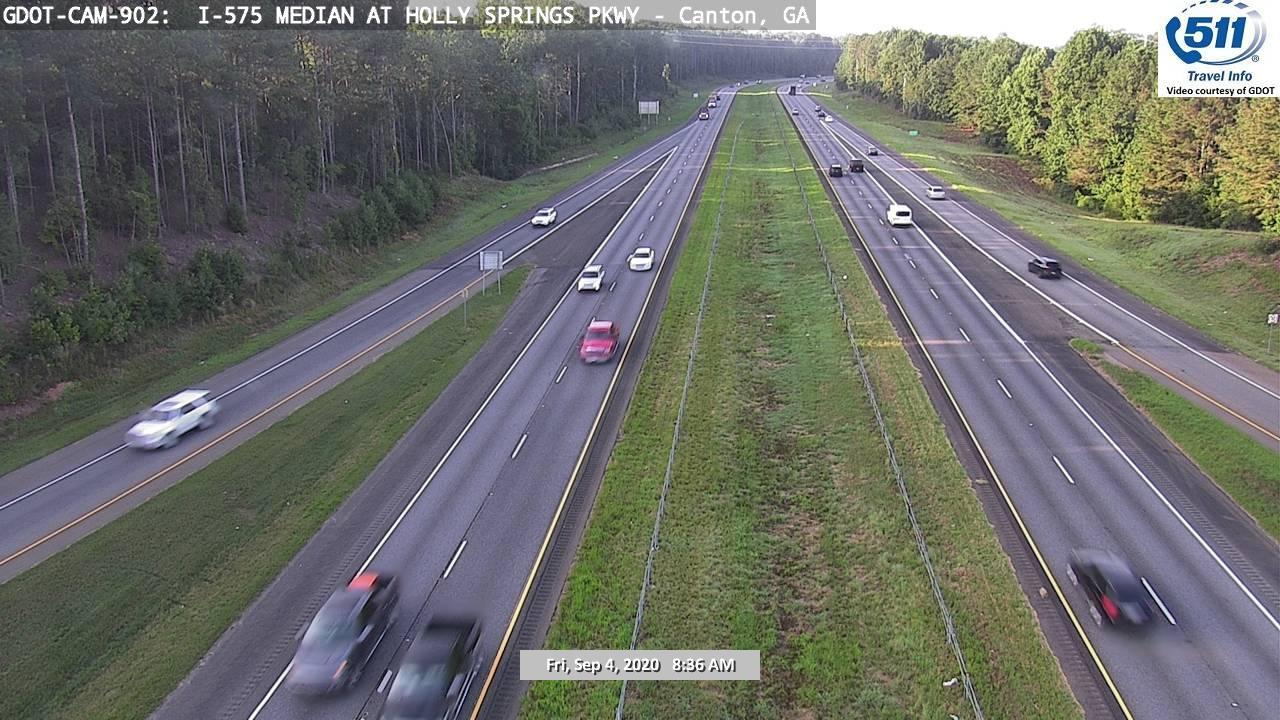 GDOT-CAM-902: I-575 MEDIAN AT HOLLY SPRINGS PKWY - Canton, GA
511
®
Travel Info
Video courtesy of GDOT
Fri, Sep 4, 2020 8:36 AM